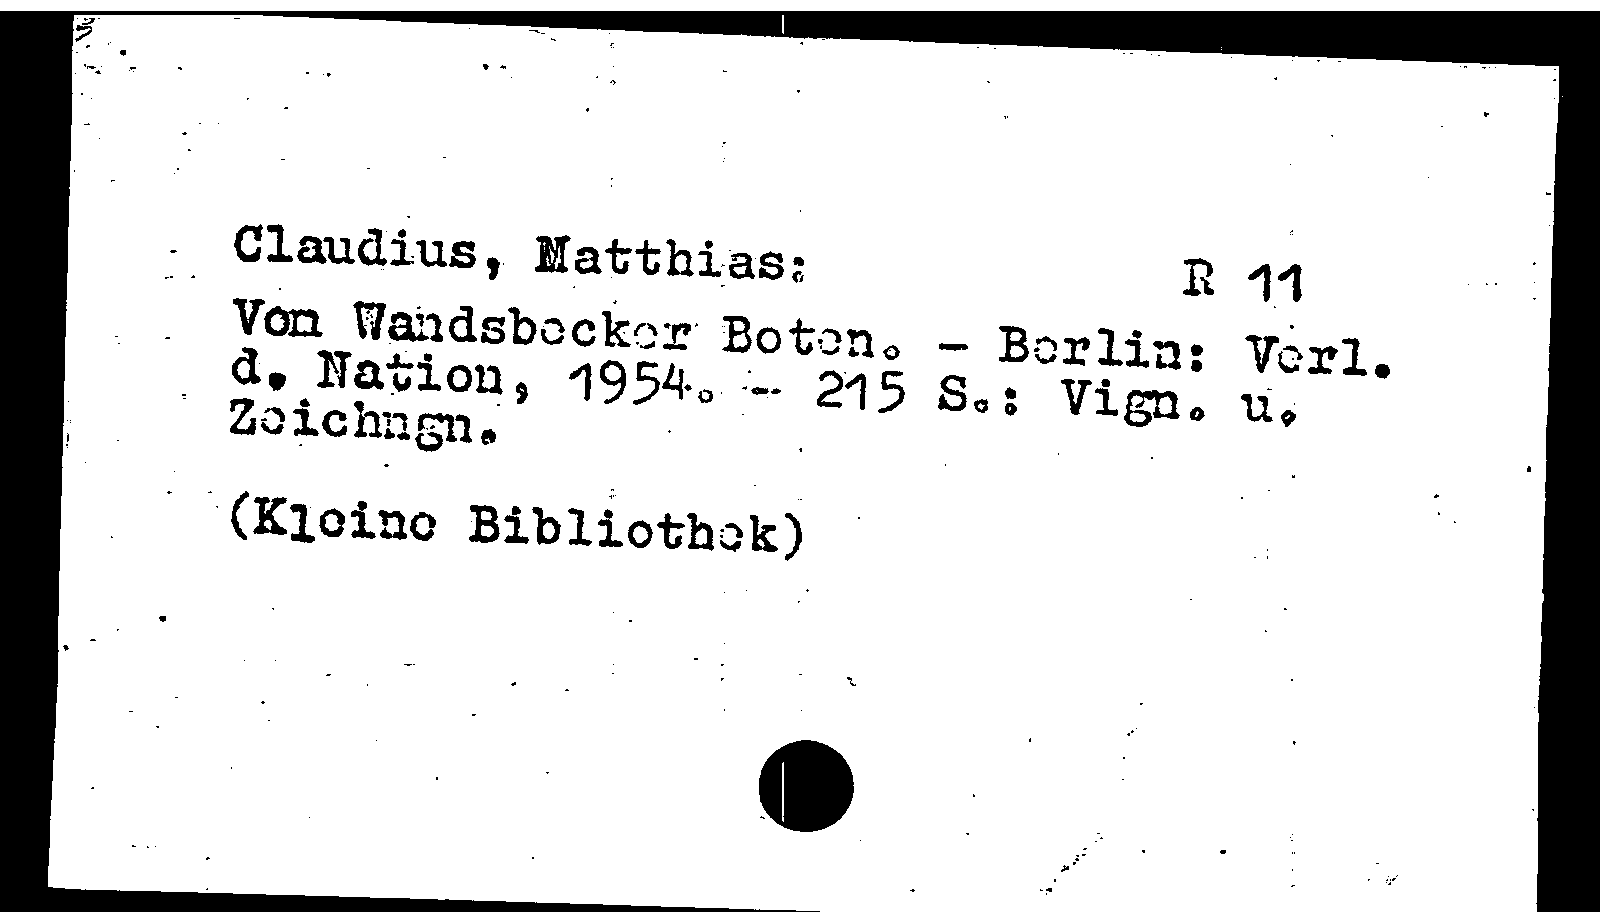 Claudius, Matthias: R 11
Von Wandsbecker Boten. - Berlin: Verl.
d. Nation, 1954. - 215 S.: Vign. u.
Zeichngn.
(Kleine Bibliothek)